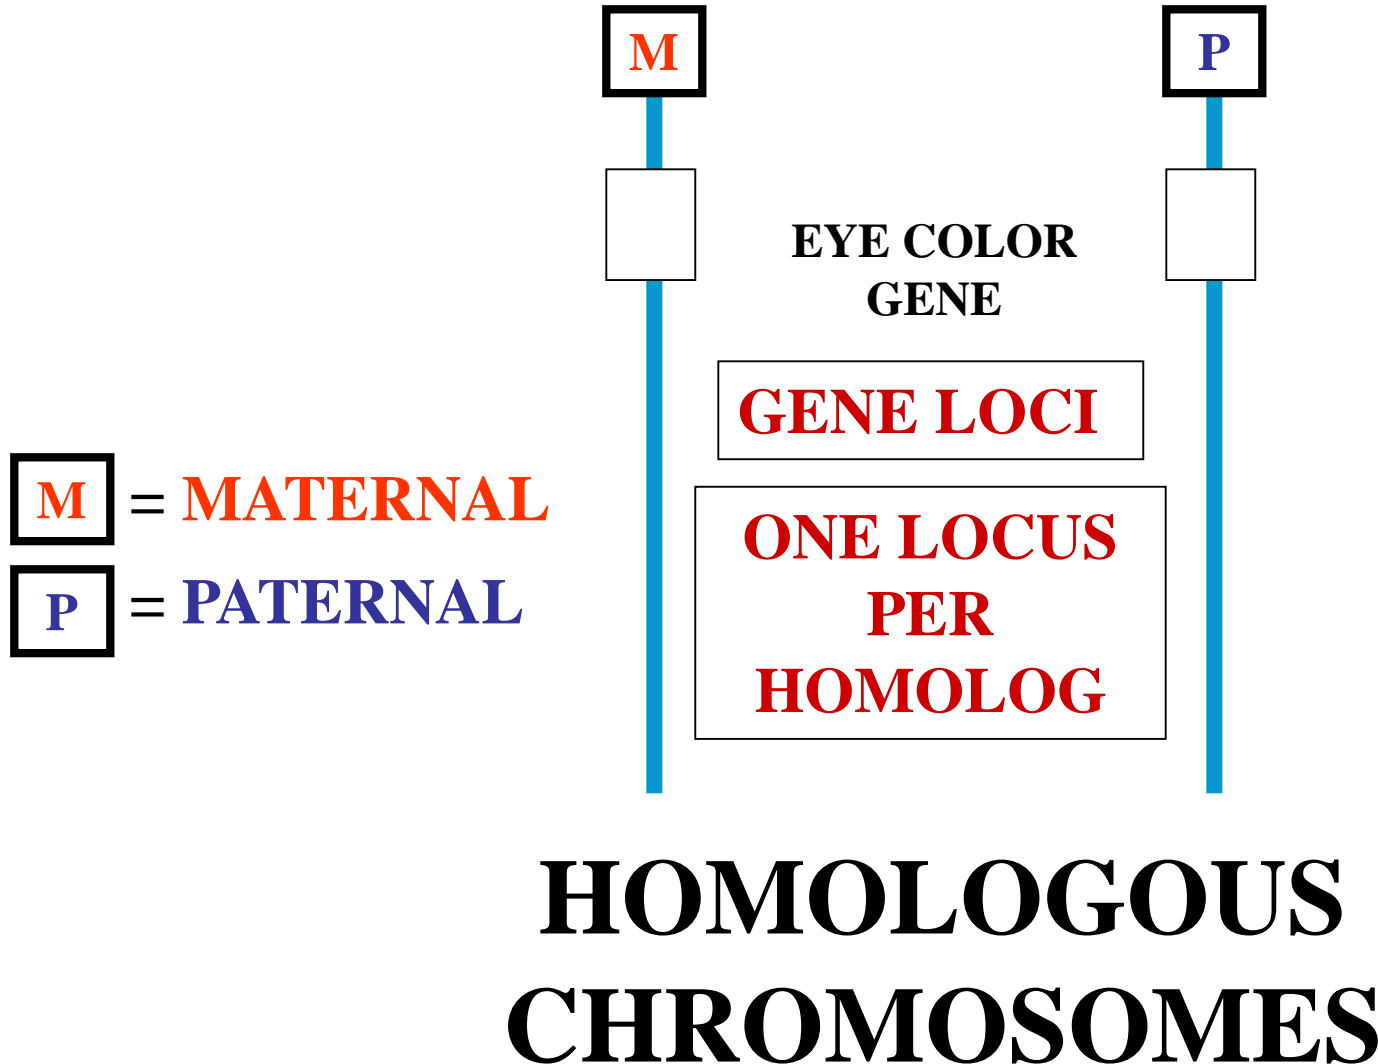 M
P
EYE COLOR
GENE
GENE LOCI
M = MATERNAL
P = PATERNAL
ONE LOCUS
PER
HOMOLOG
HOMOLOGOUS
CHROMOSOMES